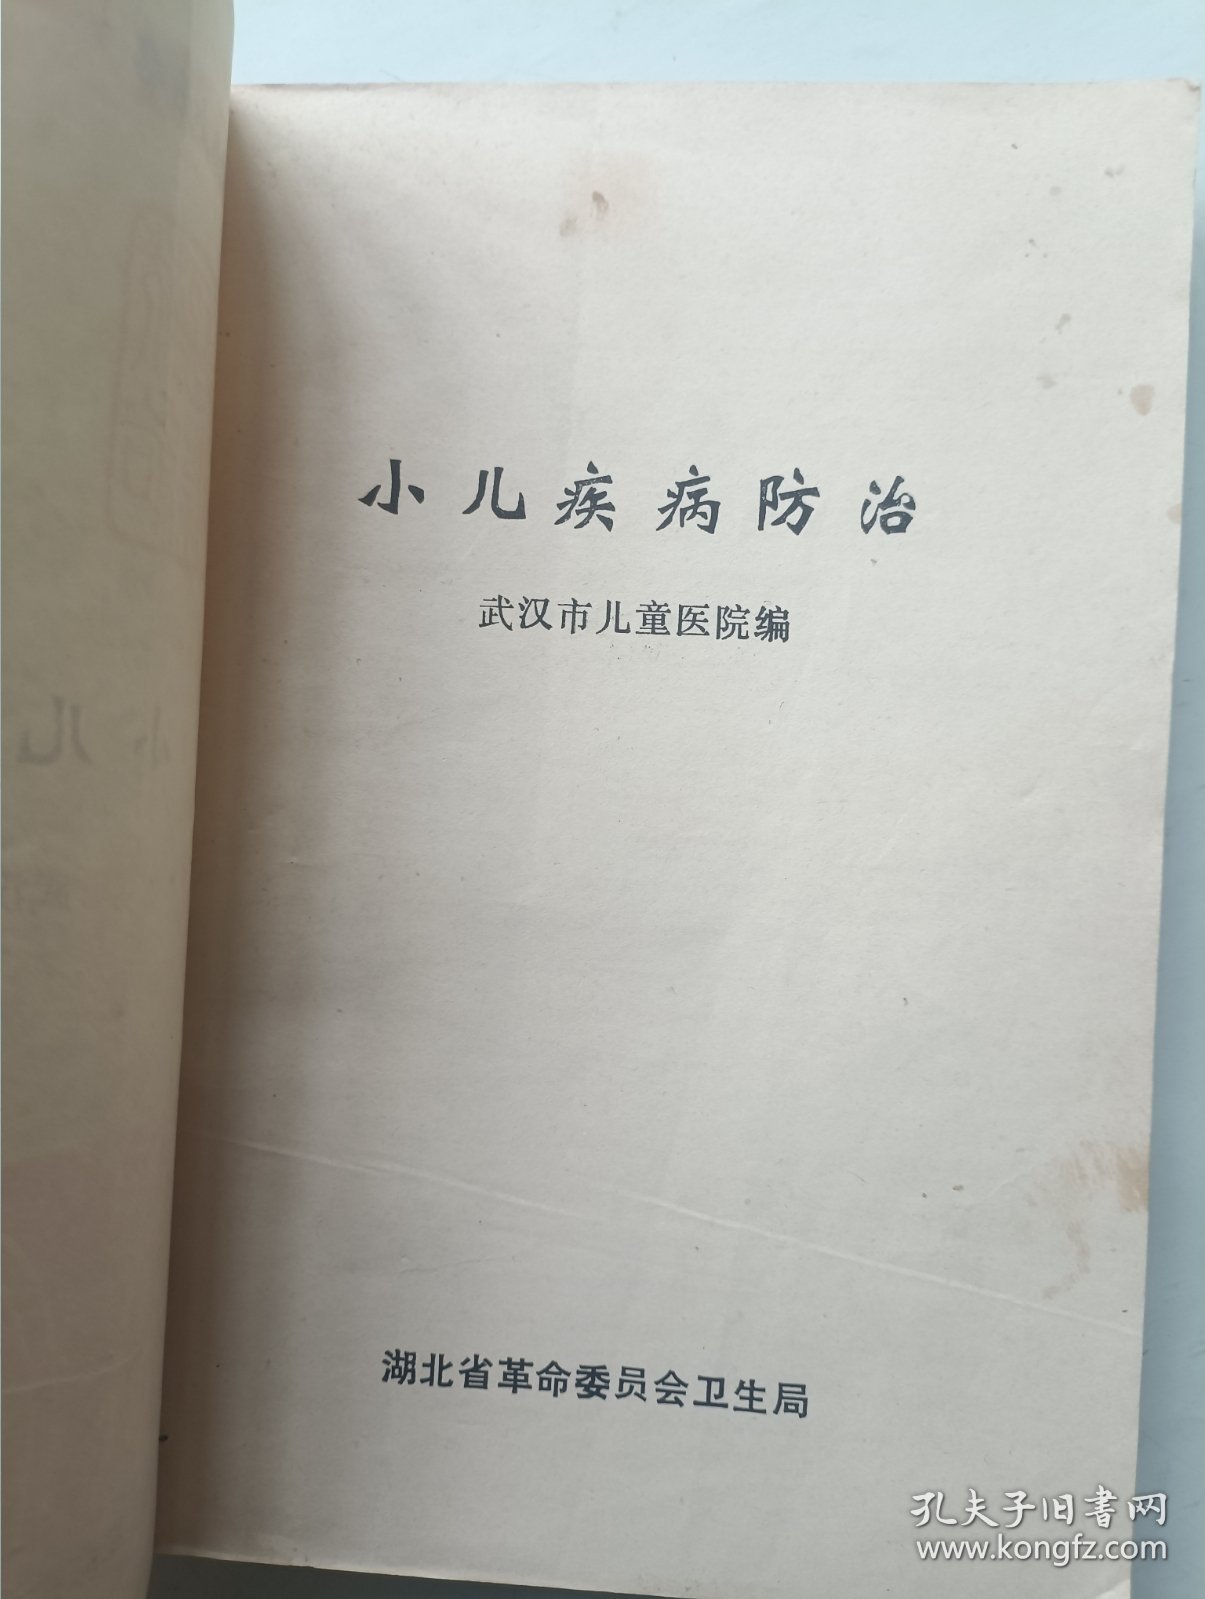 小儿疾病防治
武汉市儿童医院编
湖北省革命委员会卫生局
孔夫子旧书网
www.kongfz.com